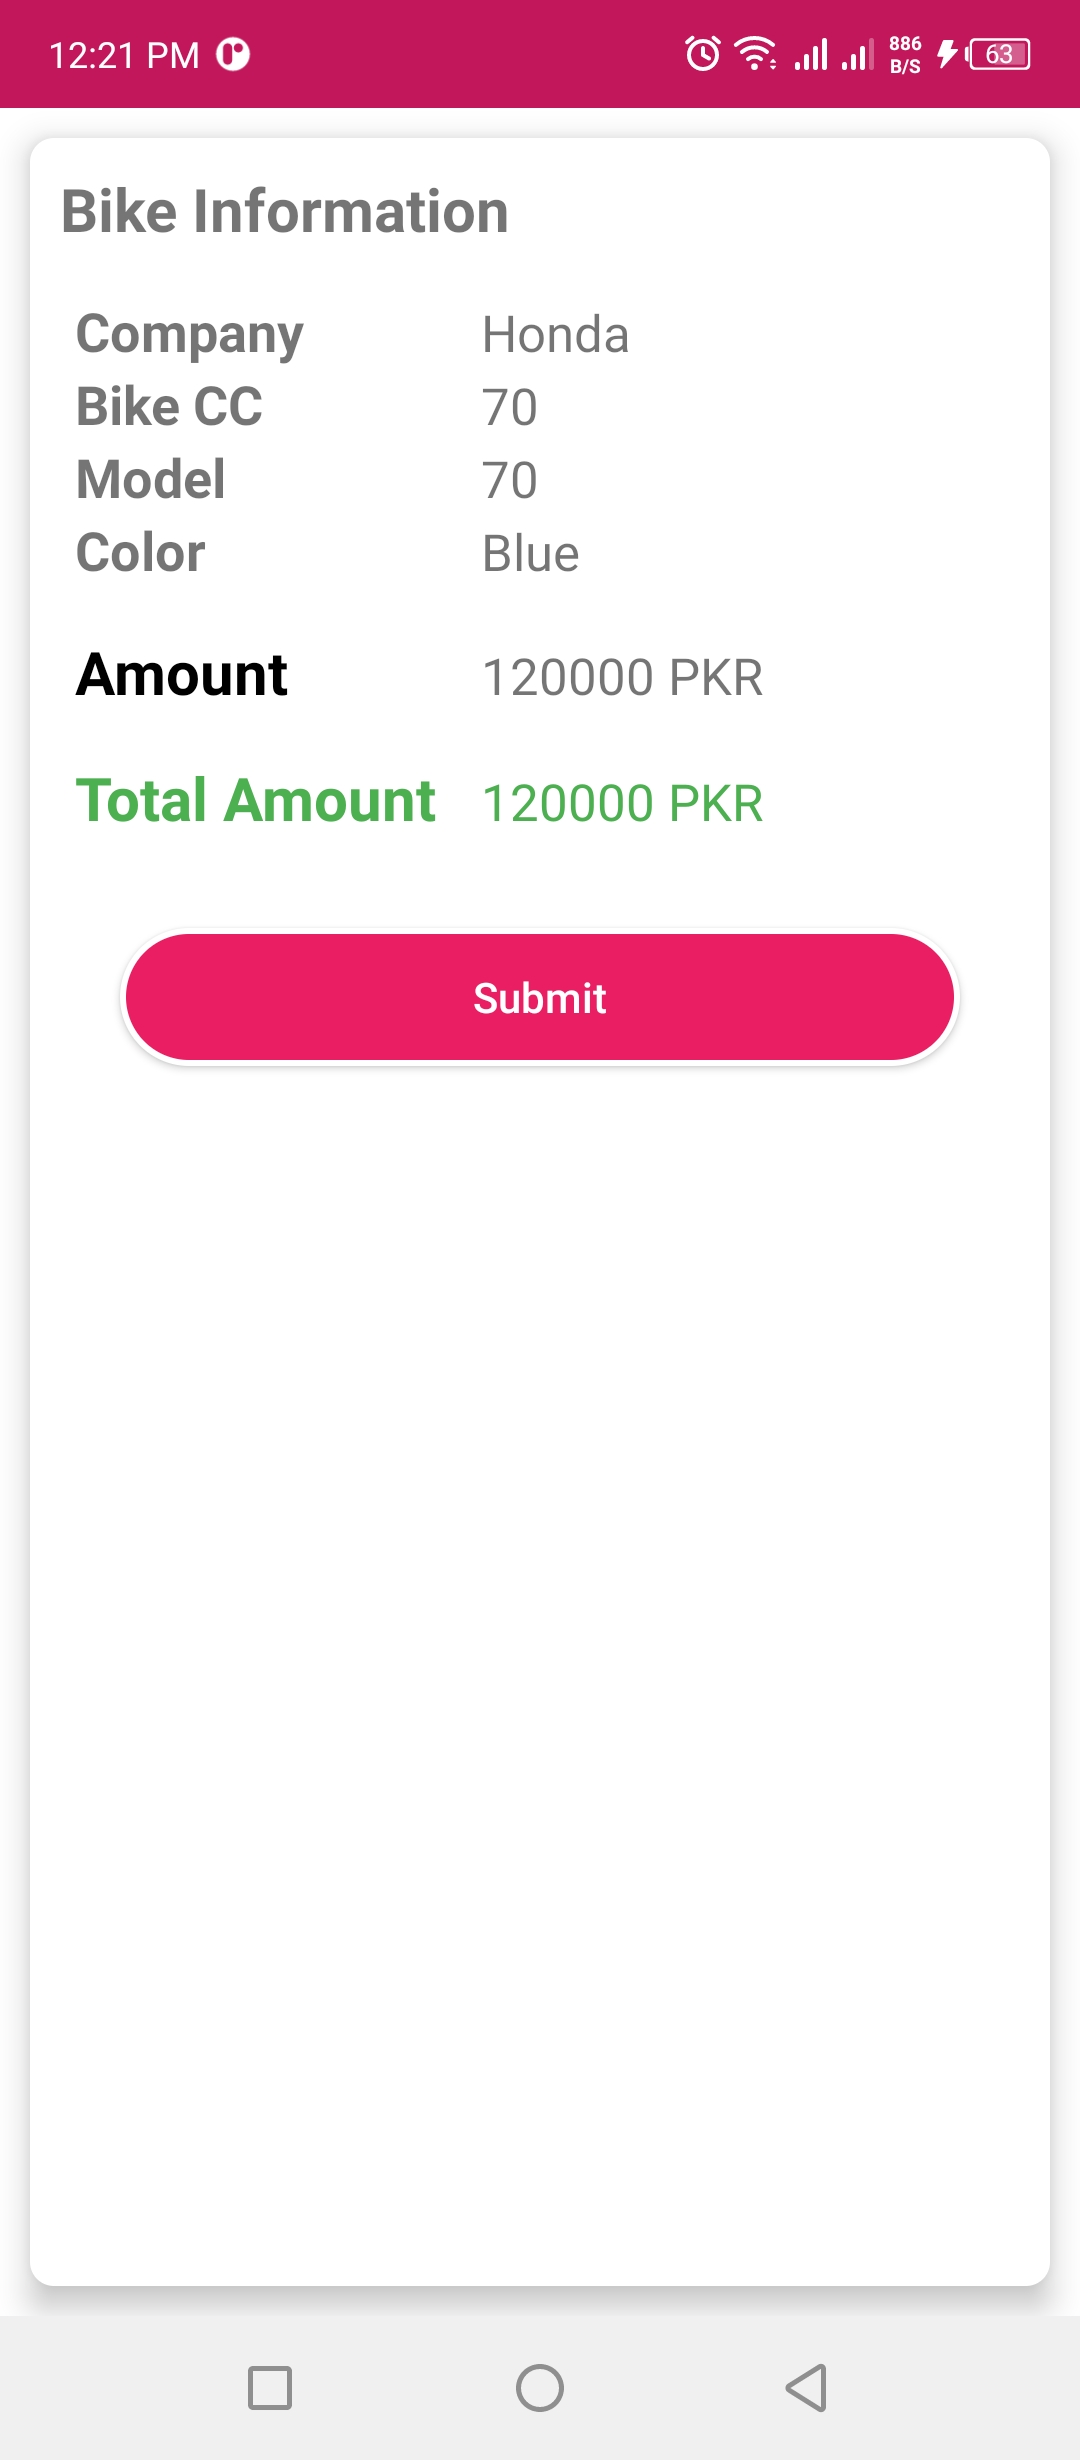 12:21 PM 886 B/S 63
Bike Information
Company Honda
Bike CC 70
Model 70
Color Blue
Amount 120000 PKR
Total Amount 120000 PKR
Submit